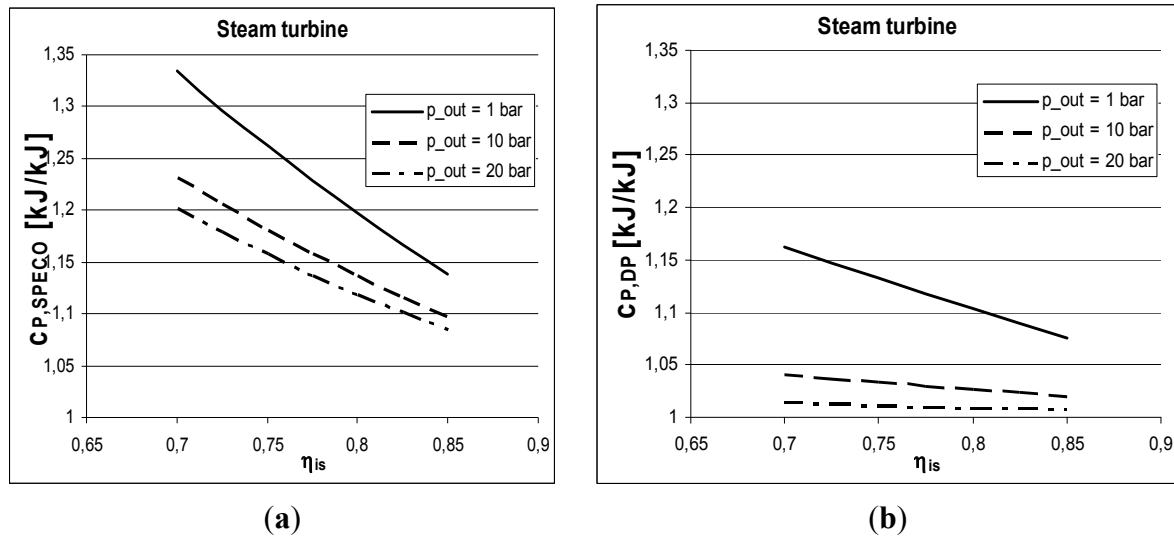 Steam turbine
1,35
1,3
1,25
1,2
1,15
1,1
1,05
1
0,65
0,7
0,75
0,8
0,85
0,9
cP,SPECO [kJ/kJ]
ηis
p_out = 1 bar
p_out = 10 bar
p_out = 20 bar
(a)
Steam turbine
1,35
1,3
1,25
1,2
1,15
1,1
1,05
1
0,65
0,7
0,75
0,8
0,85
0,9
cP,DP [kJ/kJ]
ηis
p_out = 1 bar
p_out = 10 bar
p_out = 20 bar
(b)